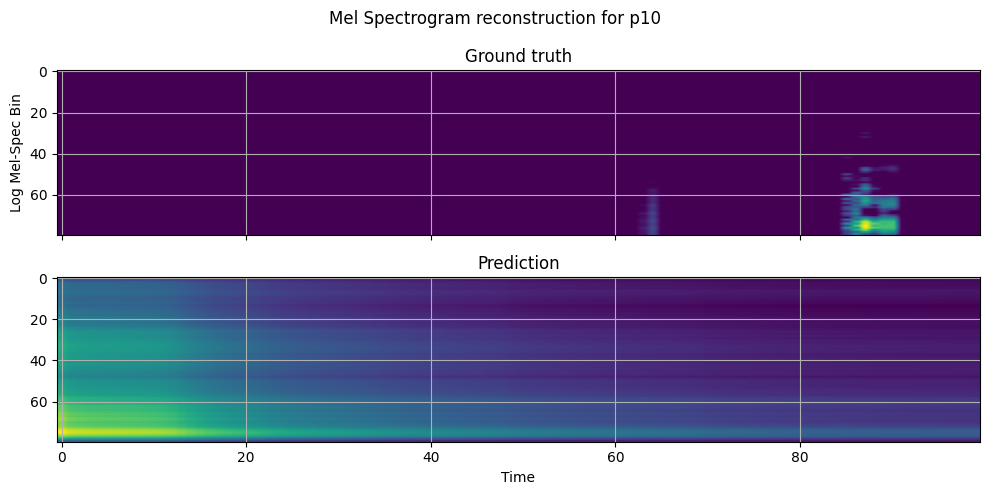 Mel Spectrogram reconstruction for p10
Ground truth
0
20
40
60
Log Mel-Spec Bin
Prediction
0
20
40
60
0 20 40 60 80
Time